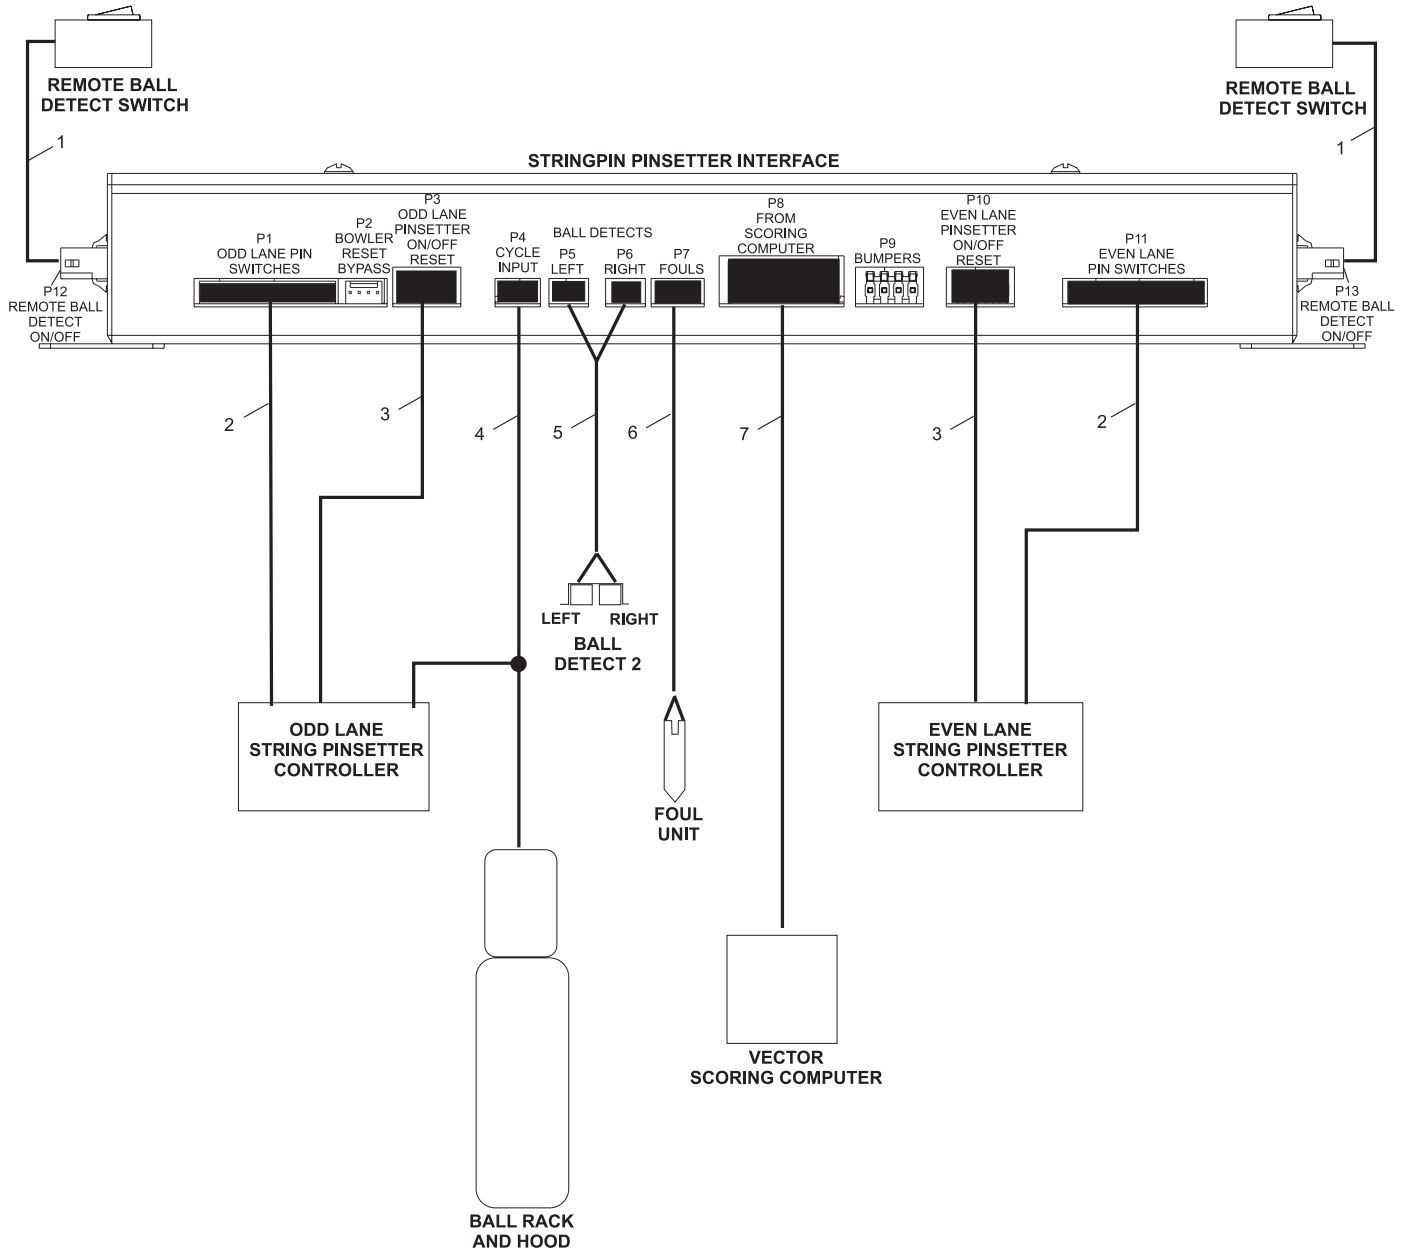 REMOTE BALL
DETECT SWITCH
REMOTE BALL
DETECT SWITCH
1
1
STRINGPIN PINSETTER INTERFACE
P1
ODD LANE PIN
SWITCHES
P2
BOWLER
RESET
BYPASS
P3
ODD LANE
PINSETTER
ON/OFF
RESET
P4
CYCLE
INPUT
BALL DETECTS
P5
LEFT
P6
RIGHT
P7
FOULS
P8
FROM
SCORING
COMPUTER
P9
BUMPERS
P10
EVEN LANE
PINSETTER
ON/OFF
RESET
P11
EVEN LANE
PIN SWITCHES
P12
REMOTE BALL
DETECT
ON/OFF
P13
REMOTE BALL
DETECT
ON/OFF
2
3
4
5
6
7
3
2
LEFT
RIGHT
BALL
DETECT 2
ODD LANE
STRING PINSETTER
CONTROLLER
EVEN LANE
STRING PINSETTER
CONTROLLER
FOUL
UNIT
VECTOR
SCORING COMPUTER
BALL RACK
AND HOOD